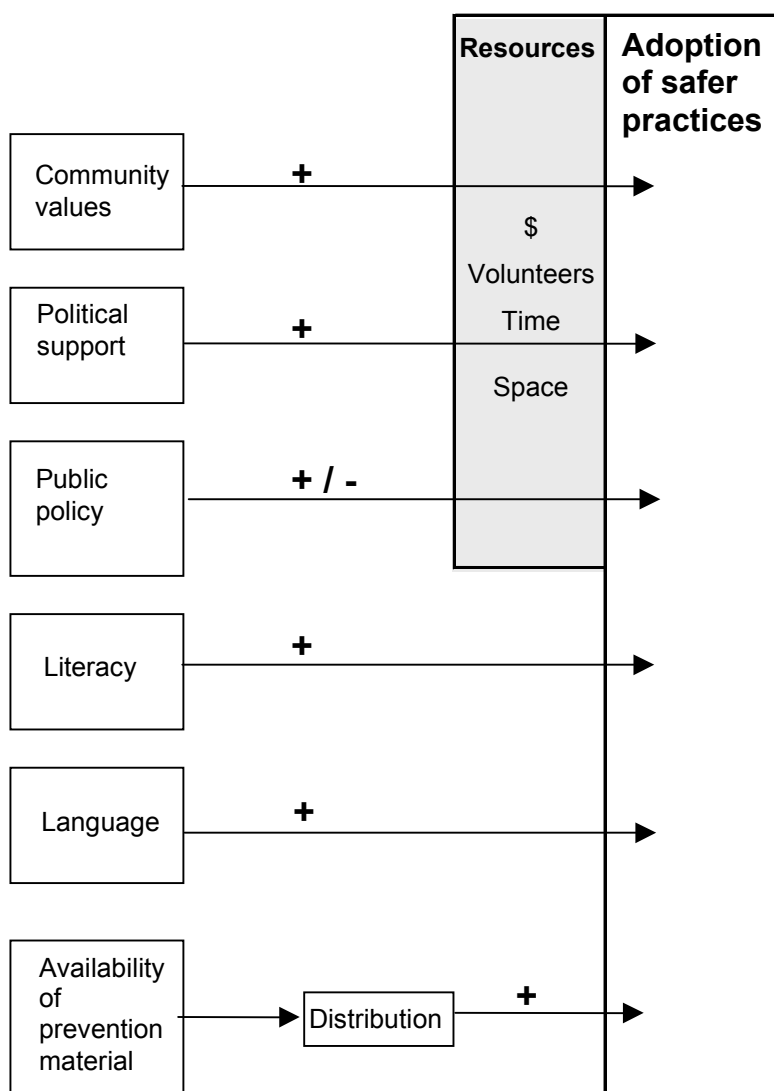 Resources
Adoption
of safer
practices
Community
values
+
$
Volunteers
Time
Space
Political
support
+
Public
policy
+ / -
Literacy
+
Language
+
Availability
of
prevention
material
Distribution
+